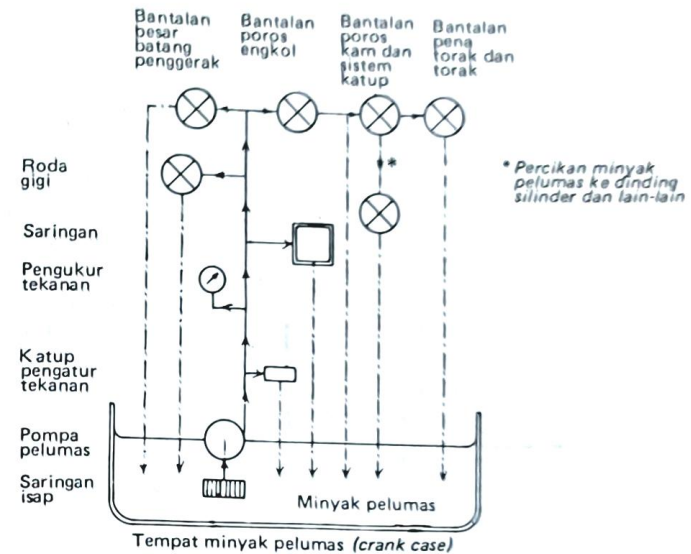 Bantalan
besar
batang
penggerak
Bantalan
poros
engkol
Bantalan
poros
kam dan
sistem
katup
Bantalan
pena
torak dan
torak
Roda
gigi
*
* Percikan minyak
pelumas ke dinding
silinder dan lain-lain
Saringan
Pengukur
tekanan
Katup
pengatur
tekanan
Pompa
pelumas
Saringan
isap
Minyak pelumas
Tempat minyak pelumas (crank case)